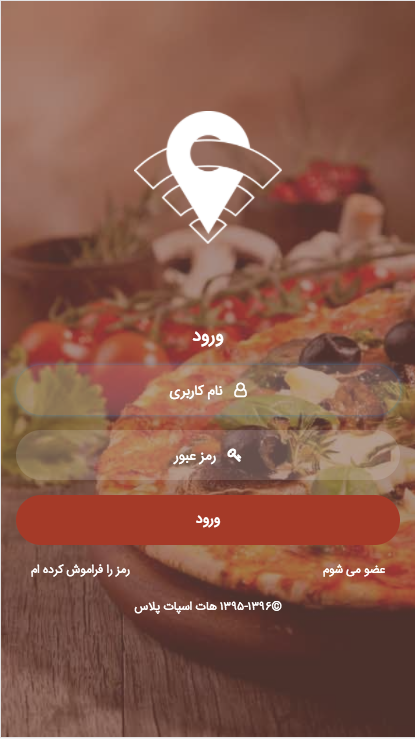 ورود
نام کاربری
رمز عبور
ورود
عضو می شوم
رمز را فراموش کرده ام
©۱۳۹۵-۱۳۹۶ هات اسپات پلاس